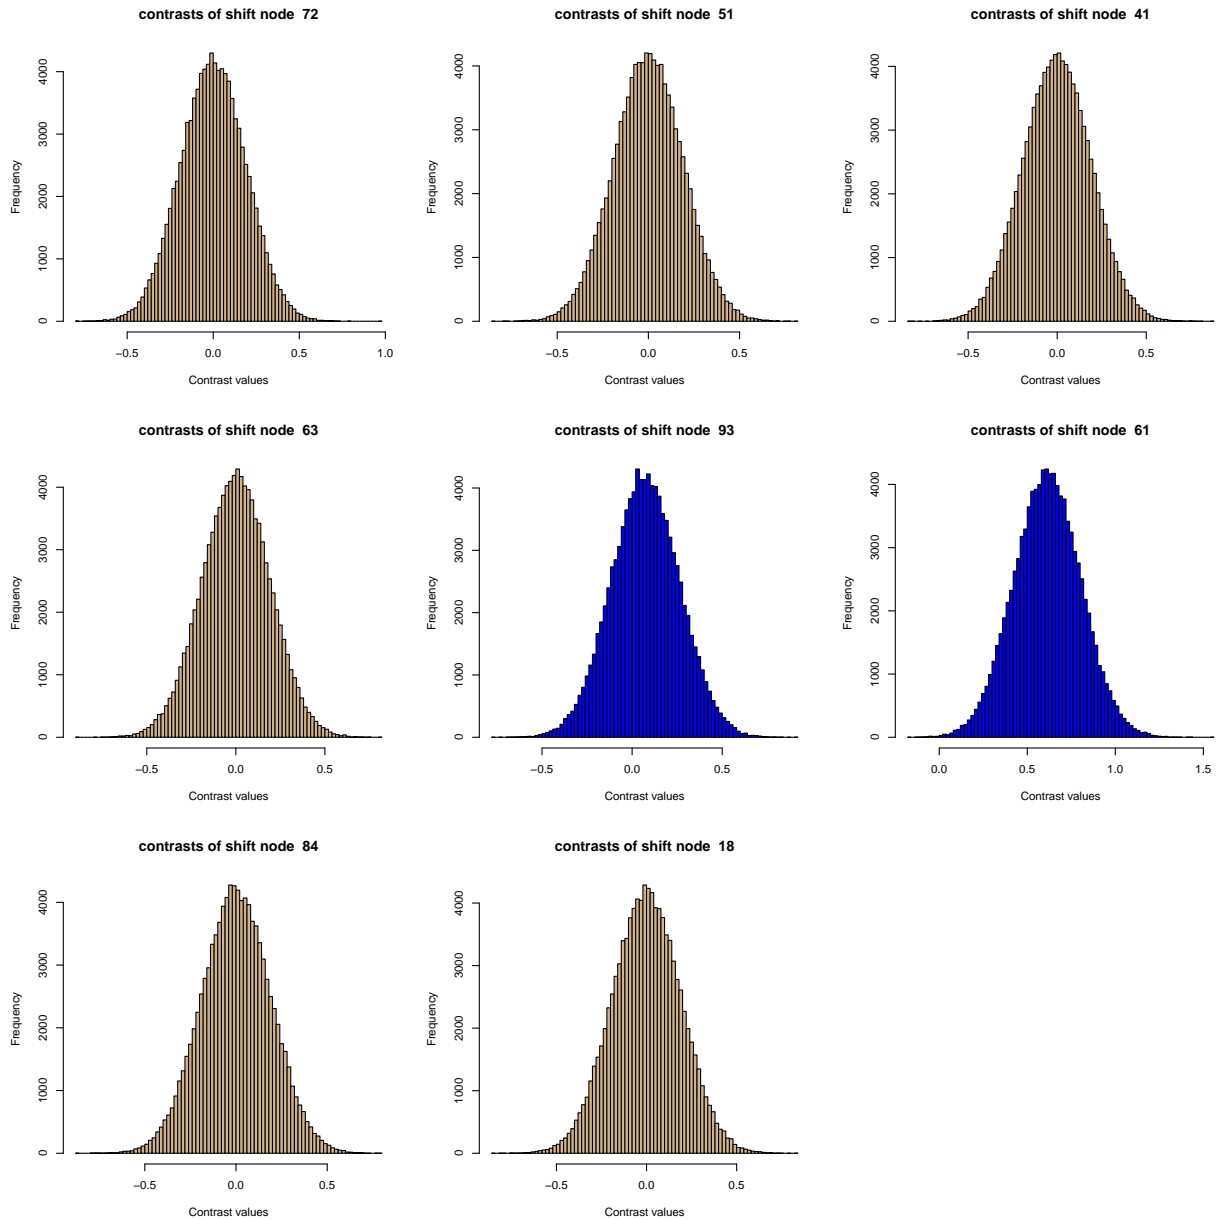 contrasts of shift node  72
Frequency
0 1000 2000 3000 4000
−0.5 0.0 0.5 1.0
Contrast values
contrasts of shift node  51
Frequency
0 1000 2000 3000 4000
−0.5 0.0 0.5
Contrast values
contrasts of shift node  41
Frequency
0 1000 2000 3000 4000
−0.5 0.0 0.5
Contrast values
contrasts of shift node  63
Frequency
0 1000 2000 3000 4000
−0.5 0.0 0.5
Contrast values
contrasts of shift node  93
Frequency
0 1000 2000 3000 4000
−0.5 0.0 0.5
Contrast values
contrasts of shift node  61
Frequency
0 1000 2000 3000 4000
0.0 0.5 1.0 1.5
Contrast values
contrasts of shift node  84
Frequency
0 1000 2000 3000 4000
−0.5 0.0 0.5
Contrast values
contrasts of shift node  18
Frequency
0 1000 2000 3000 4000
−0.5 0.0 0.5
Contrast values